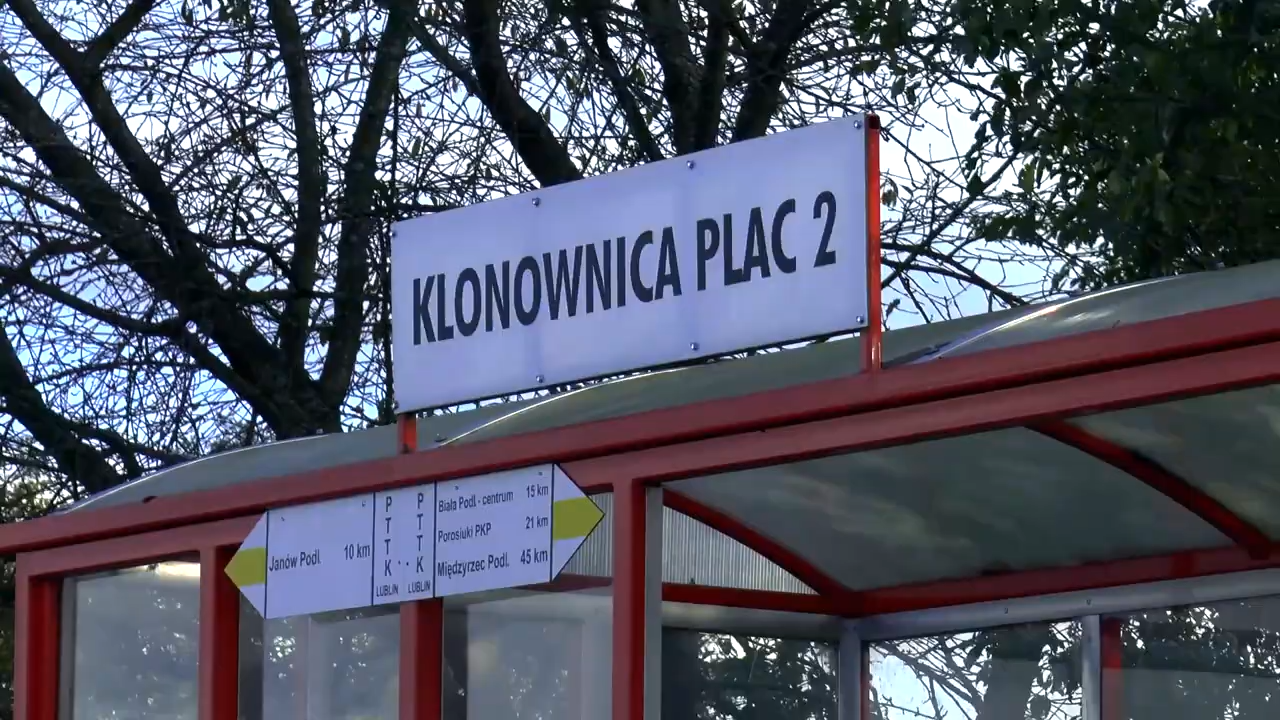 KLONOWNICA PLAC 2
Janów Podl. 10 km
PTTK
LUBLIN
PTTK
LUBLIN
Biała Podl - centrum 15 km
Porosiuki PKP 21 km
Międzyrzec Podl. 45 km